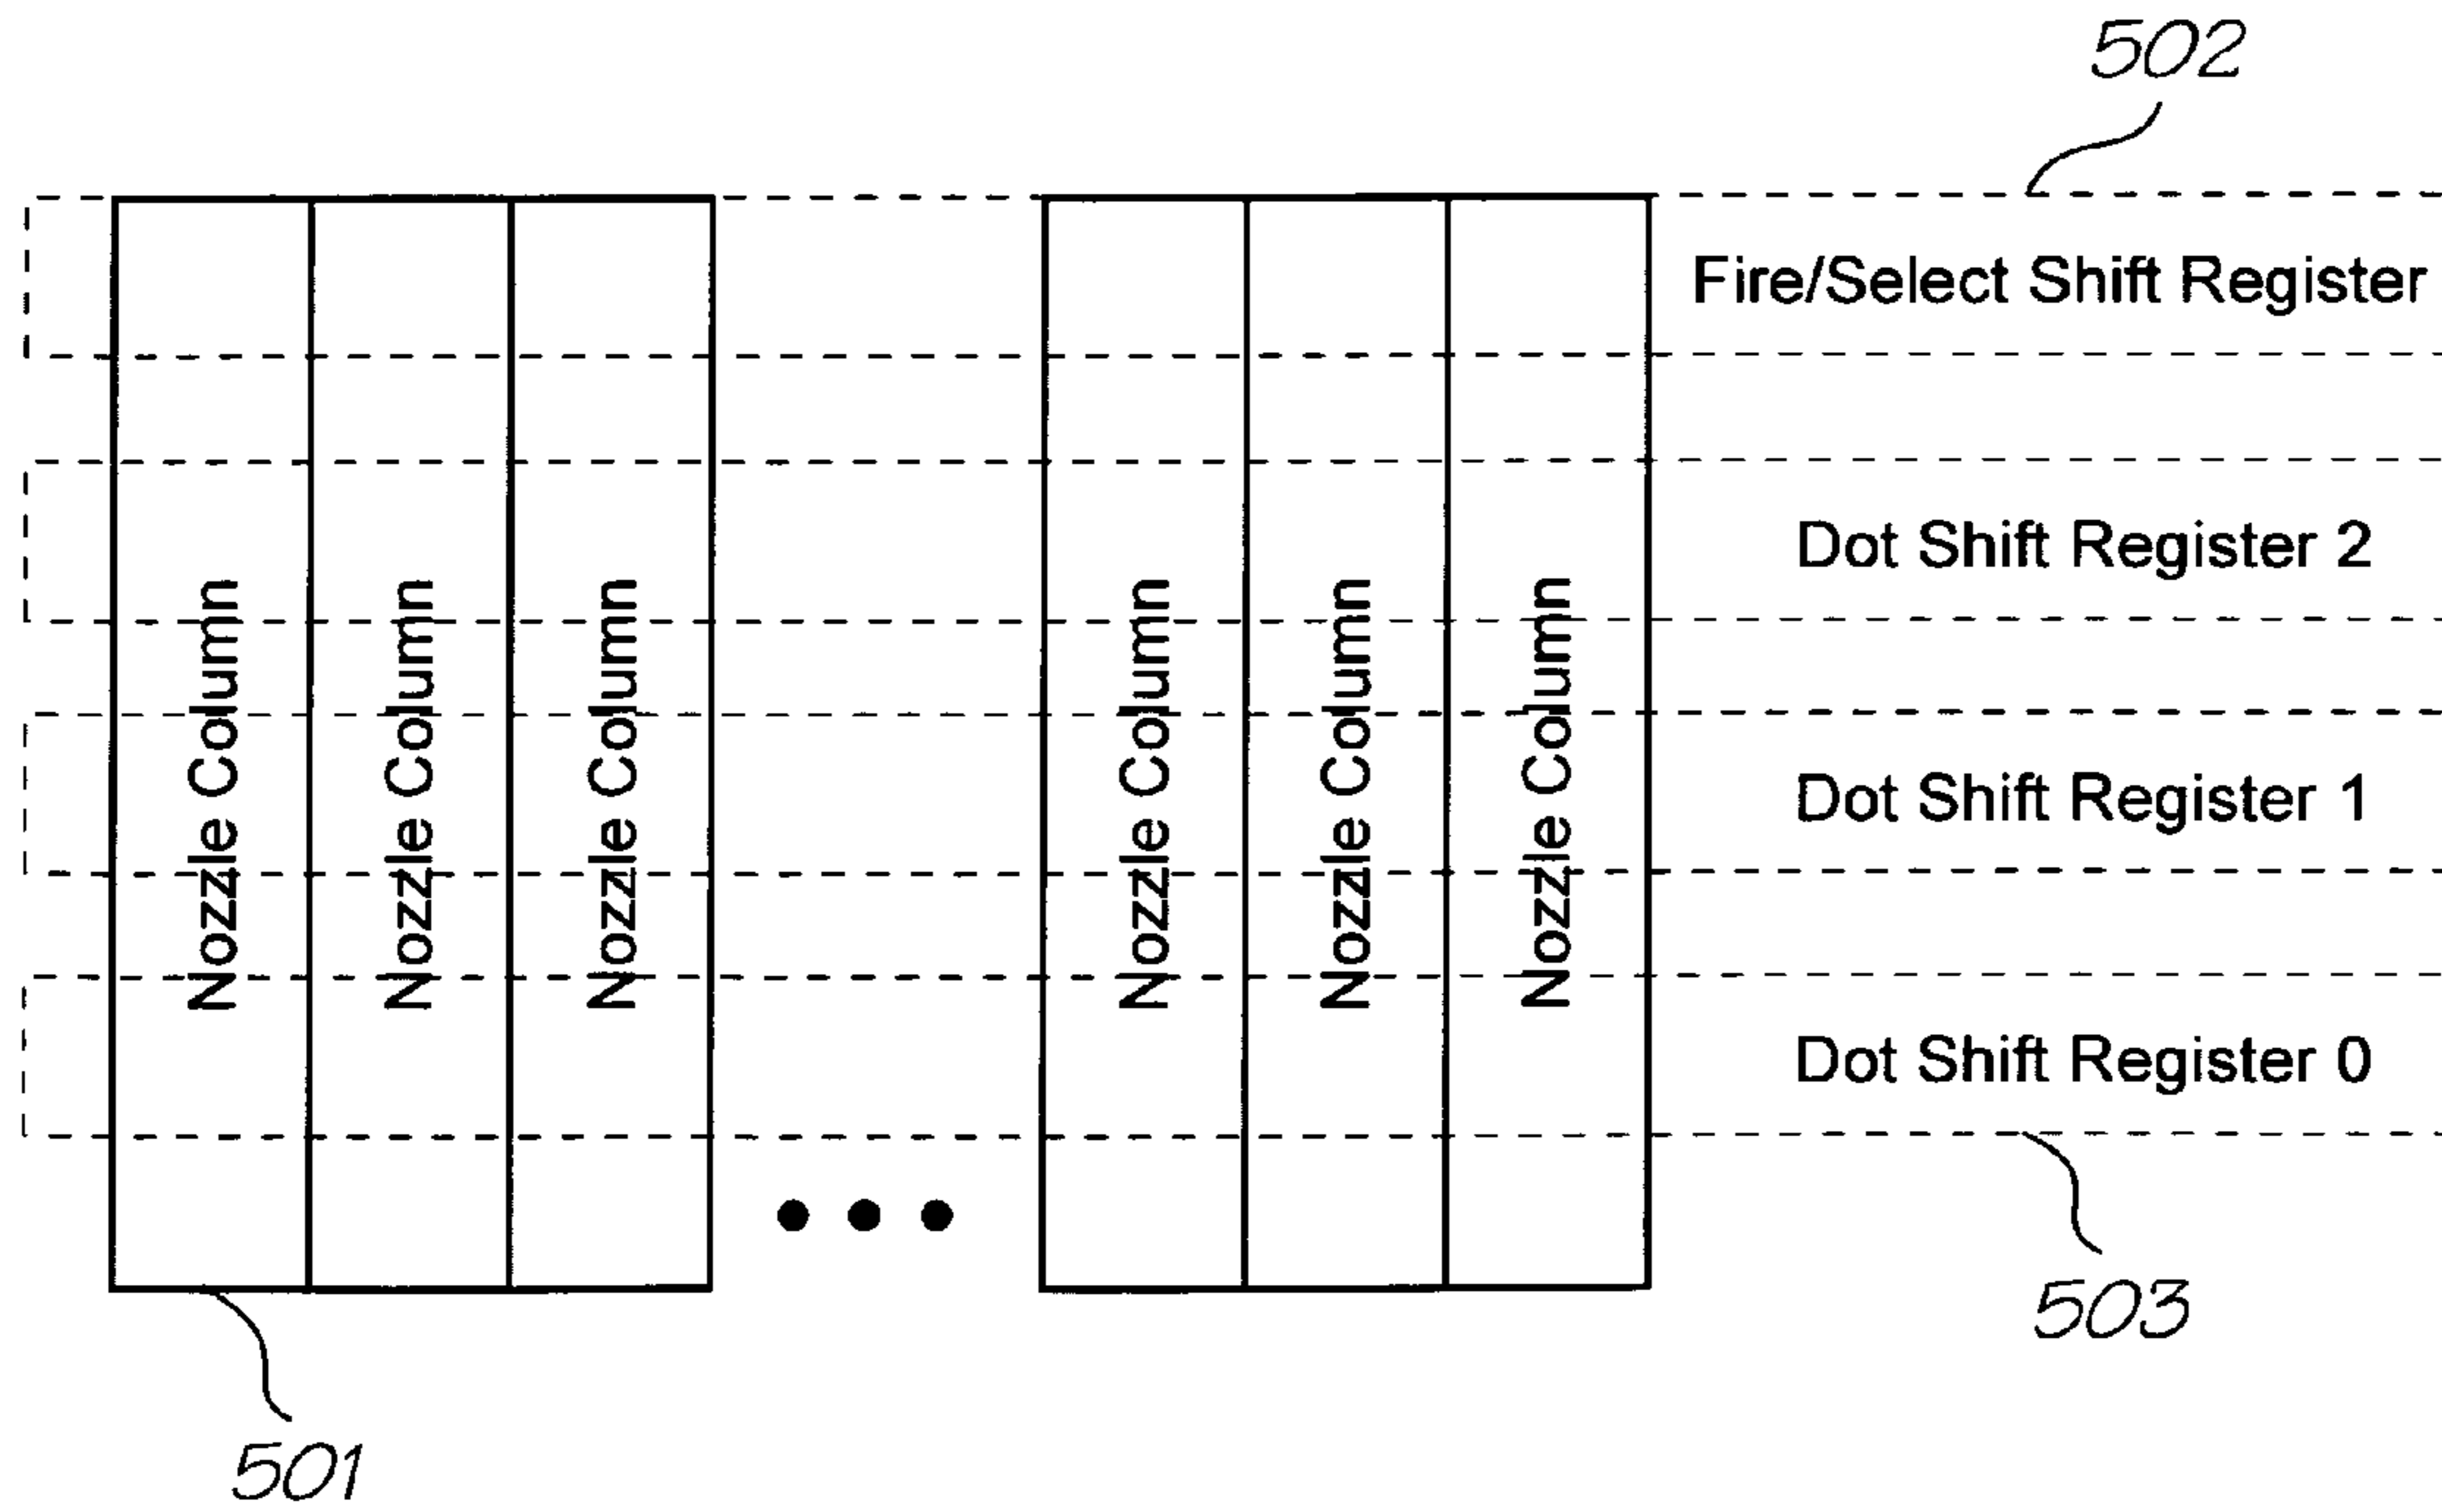 502
Fire/Select Shift Register
Dot Shift Register 2
Nozzle Column
Nozzle Column
Nozzle Column
Nozzle Column
Nozzle Column
Nozzle Column
Dot Shift Register 1
Dot Shift Register 0
503
501